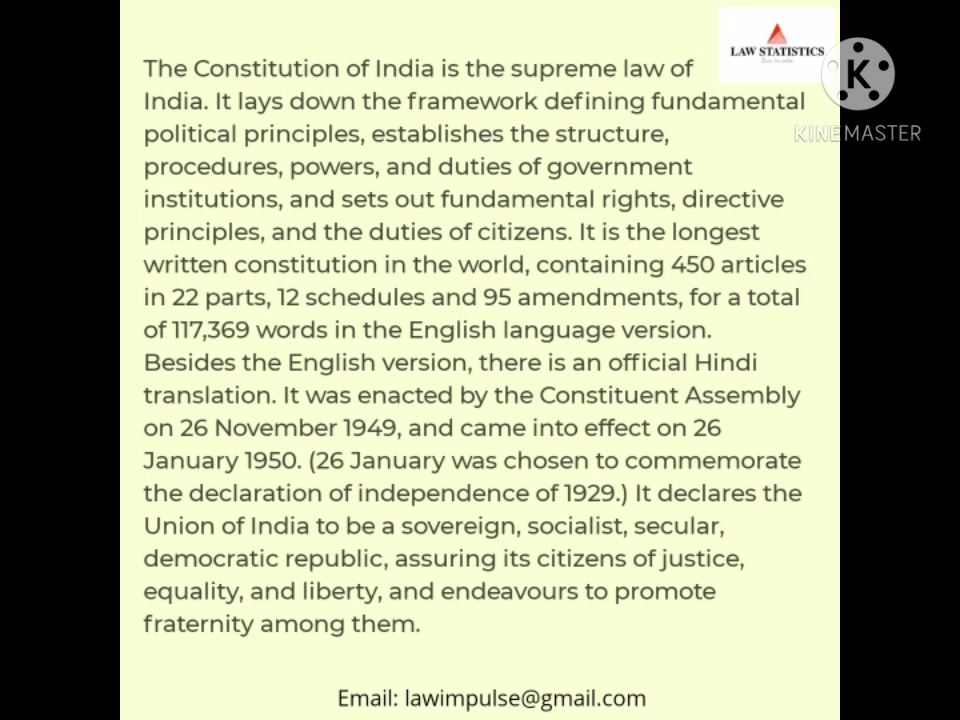 LAW STATISTICS
The Constitution of India is the supreme law of
India. It lays down the framework defining fundamental
political principles, establishes the structure,
procedures, powers, and duties of government
institutions, and sets out fundamental rights, directive
principles, and the duties of citizens. It is the longest
written constitution in the world, containing 450 articles
in 22 parts, 12 schedules and 95 amendments, for a total
of 117,369 words in the English language version.
Besides the English version, there is an official Hindi
translation. It was enacted by the Constituent Assembly
on 26 November 1949, and came into effect on 26
January 1950. (26 January was chosen to commemorate
the declaration of independence of 1929.) It declares the
Union of India to be a sovereign, socialist, secular,
democratic republic, assuring its citizens of justice,
equality, and liberty, and endeavours to promote
fraternity among them.
Email: lawimpulse@gmail.com
K
KINEMASTER